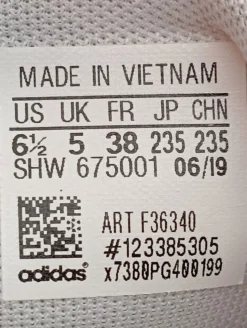 MADE IN VIETNAM
US UK FR JP CHN
6½ 5 38 235 235
SHW 675001 06/19
ART F36340
#123385305
adidas x7380PG400199